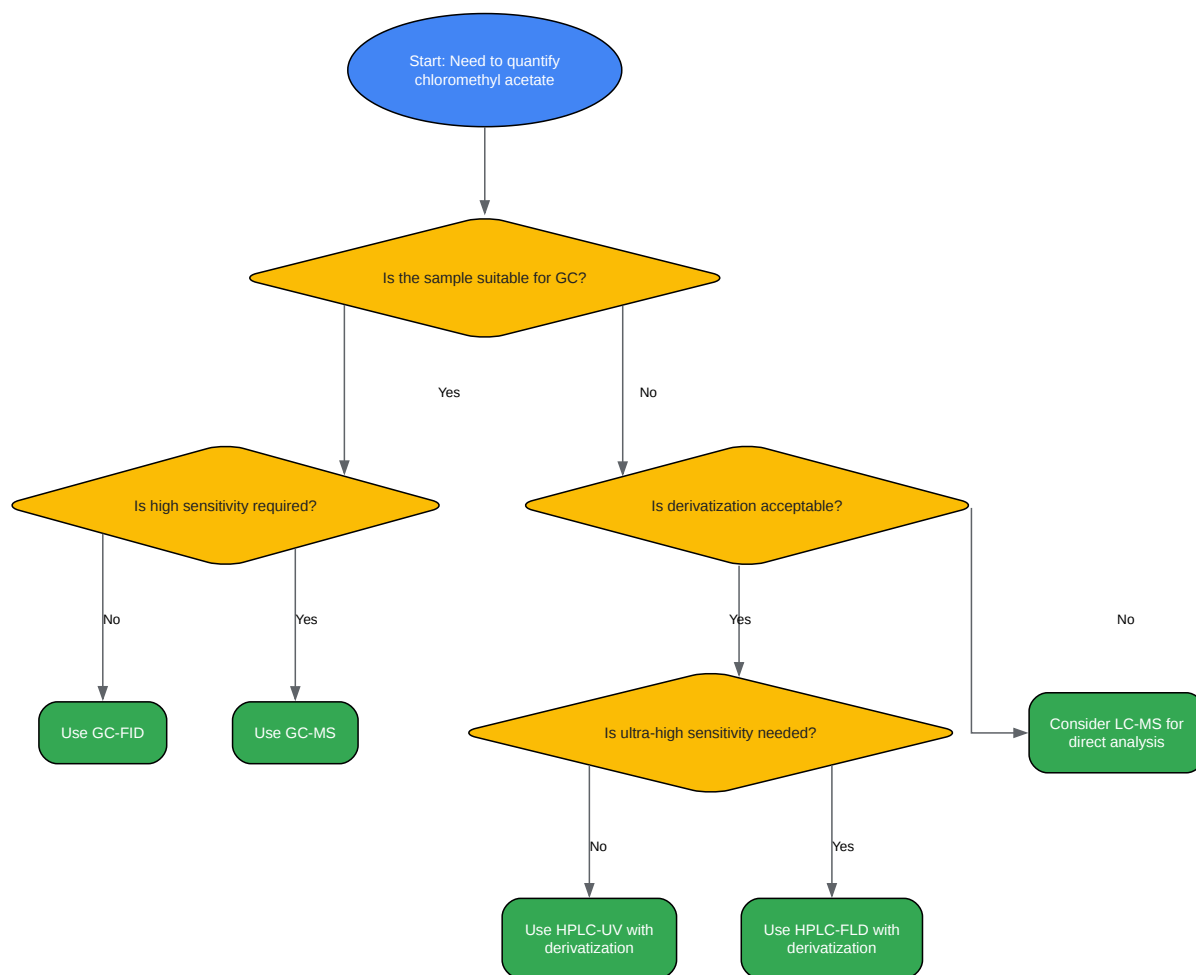 Start: Need to quantify
chloromethyl acetate
Is the sample suitable for GC?
Yes
No
Is high sensitivity required?
Is derivatization acceptable?
No
Yes
Yes
No
Use GC-FID
Use GC-MS
Is ultra-high sensitivity needed?
Consider LC-MS for
direct analysis
No
Yes
Use HPLC-UV with
derivatization
Use HPLC-FLD with
derivatization